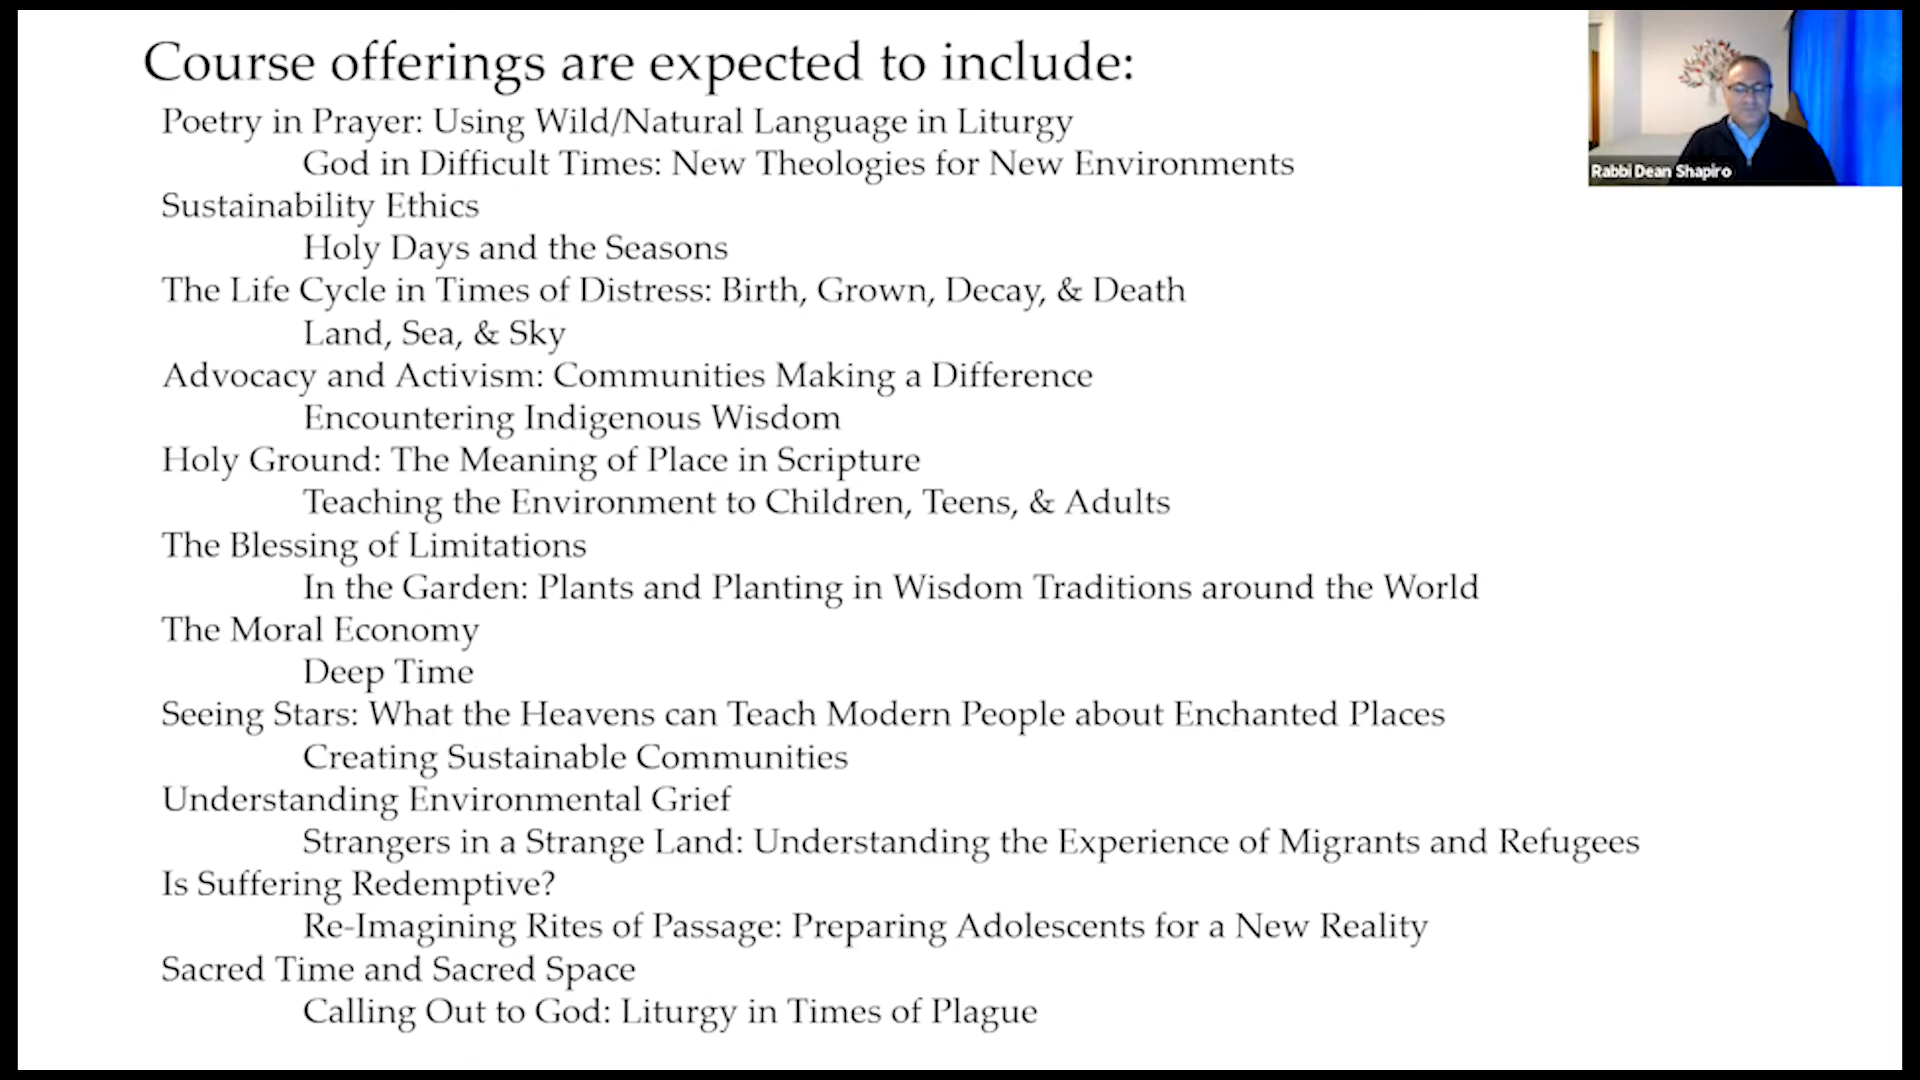 Course offerings are expected to include:
Poetry in Prayer: Using Wild/Natural Language in Liturgy
God in Difficult Times: New Theologies for New Environments
Sustainability Ethics
Holy Days and the Seasons
The Life Cycle in Times of Distress: Birth, Grown, Decay, & Death
Land, Sea, & Sky
Advocacy and Activism: Communities Making a Difference
Encountering Indigenous Wisdom
Holy Ground: The Meaning of Place in Scripture
Teaching the Environment to Children, Teens, & Adults
The Blessing of Limitations
In the Garden: Plants and Planting in Wisdom Traditions around the World
The Moral Economy
Deep Time
Seeing Stars: What the Heavens can Teach Modern People about Enchanted Places
Creating Sustainable Communities
Understanding Environmental Grief
Strangers in a Strange Land: Understanding the Experience of Migrants and Refugees
Is Suffering Redemptive?
Re-Imagining Rites of Passage: Preparing Adolescents for a New Reality
Sacred Time and Sacred Space
Calling Out to God: Liturgy in Times of Plague
Rabbi Dean Shapiro